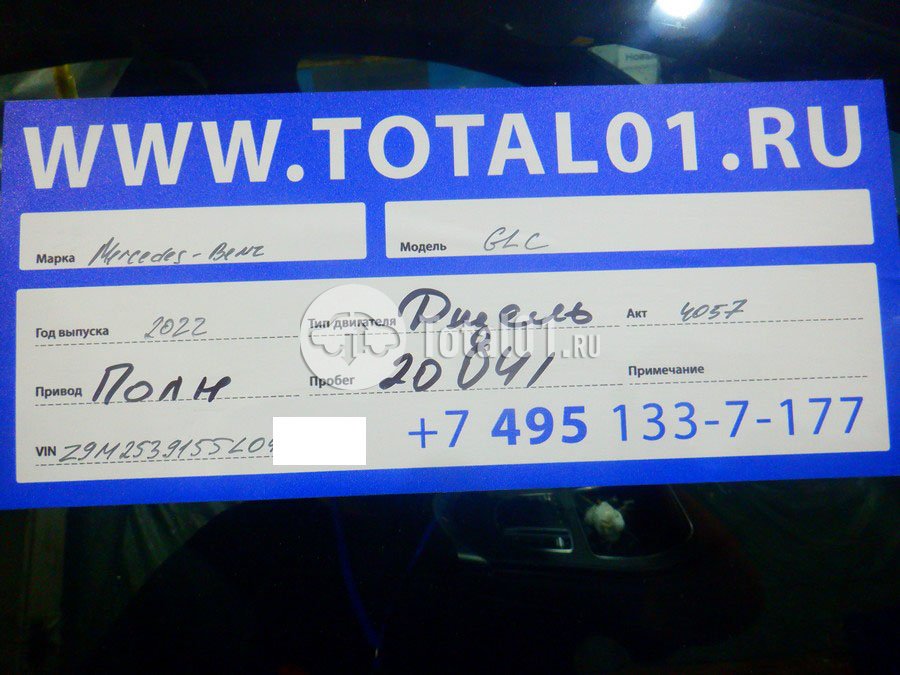 WWW.TOTAL01.RU
Марка Mercedes-Benz Модель GLC
Год выпуска 2022 Тип двигателя Дизель Акт 4057
Total01.RU
Привод Полн Пробег 20 041 Примечание
VIN Z9M2539155L04 +7 495 133-7-177